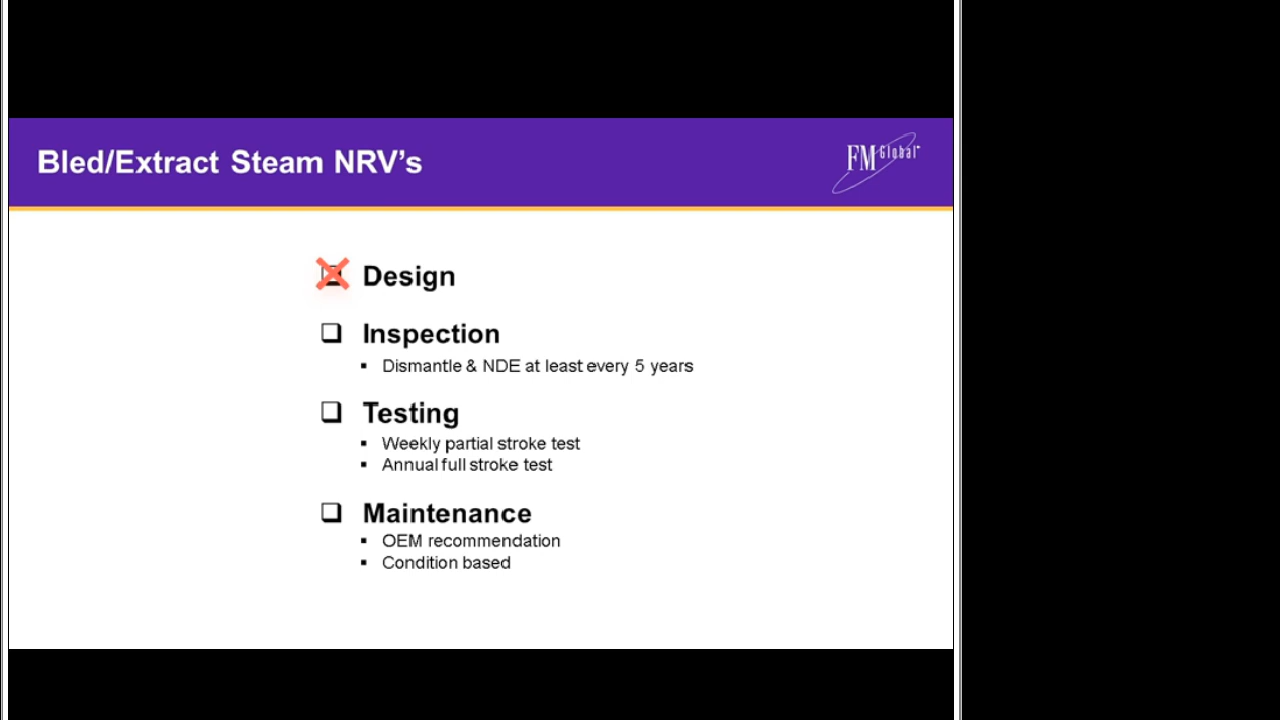 Bled/Extract Steam NRV's
FM Global
Design
Inspection
Dismantle & NDE at least every 5 years
Testing
Weekly partial stroke test
Annual full stroke test
Maintenance
OEM recommendation
Condition based